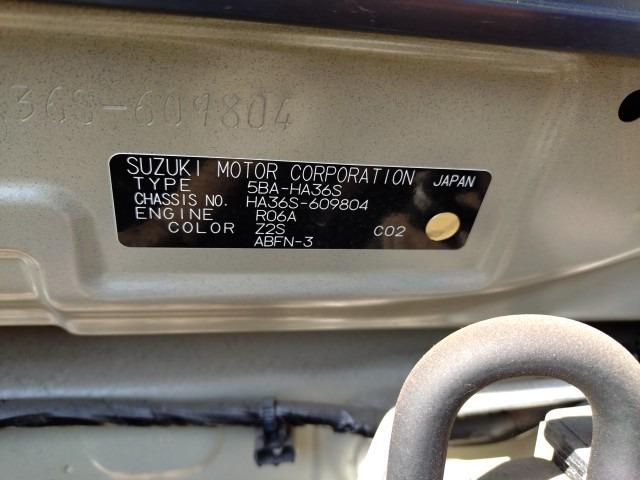 36S-609804
SUZUKI MOTOR CORPORATION JAPAN
TYPE 5BA-HA36S
CHASSIS NO. HA36S-609804
ENGINE R06A
COLOR Z2S C02
ABFN-3